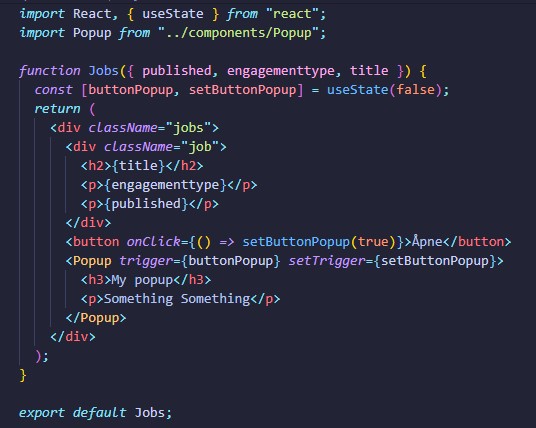 import React, { useState } from "react";
import Popup from "../components/Popup";

function Jobs({ published, engagementtype, title }) {
  const [buttonPopup, setButtonPopup] = useState(false);
  return (
    <div className="jobs">
      <div className="job">
        <h2>{title}</h2>
        <p>{engagementtype}</p>
        <p>{published}</p>
      </div>
      <button onClick={() => setButtonPopup(true)}>Åpne</button>
      <Popup trigger={buttonPopup} setTrigger={setButtonPopup}>
        <h3>My popup</h3>
        <p>Something Something</p>
      </Popup>
    </div>
  );
}

export default Jobs;